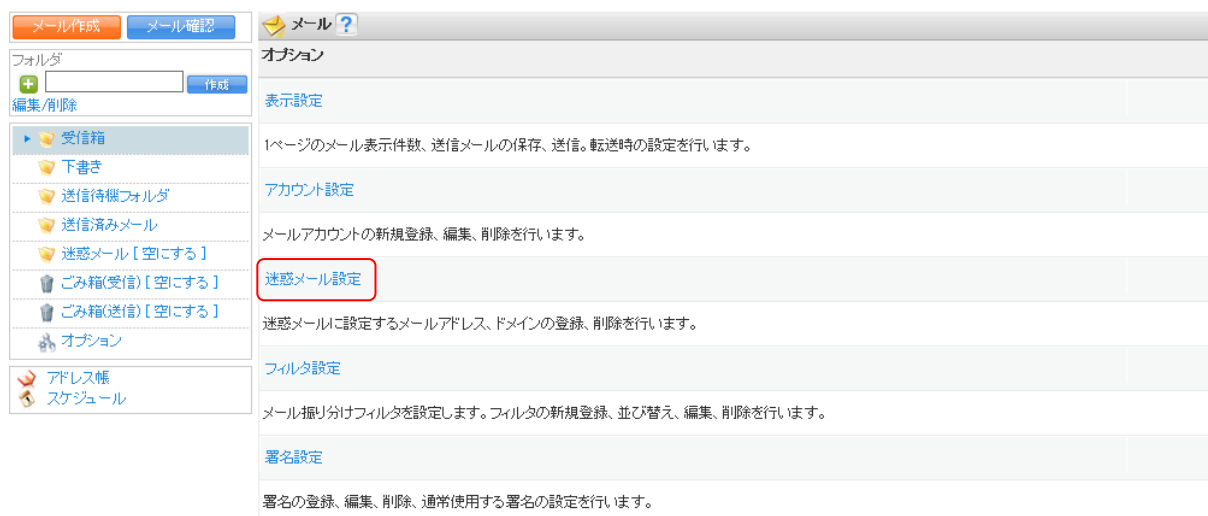 メール作成
メール確認
フォルダ
作成
編集/削除
受信箱
下書き
送信待機フォルダ
送信済みメール
迷惑メール [ 空にする ]
ごみ箱(受信) [ 空にする ]
ごみ箱(送信) [ 空にする ]
オプション
アドレス帳
スケジュール
メール ?
オプション
表示設定
1ページのメール表示件数、送信メールの保存、送信。転送時の設定を行います。
アカウント設定
メールアカウントの新規登録、編集、削除を行います。
迷惑メール設定
迷惑メールに設定するメールアドレス、ドメインの登録、削除を行います。
フィルタ設定
メール振り分けフィルタを設定します。フィルタの新規登録、並び替え、編集、削除を行います。
署名設定
署名の登録、編集、削除、通常使用する署名の設定を行います。